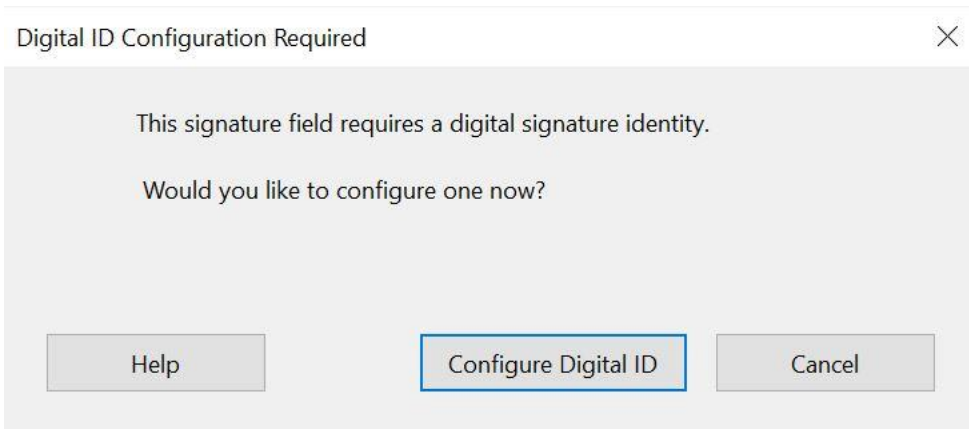 Digital ID Configuration Required
This signature field requires a digital signature identity.
Would you like to configure one now?
Help
Configure Digital ID
Cancel